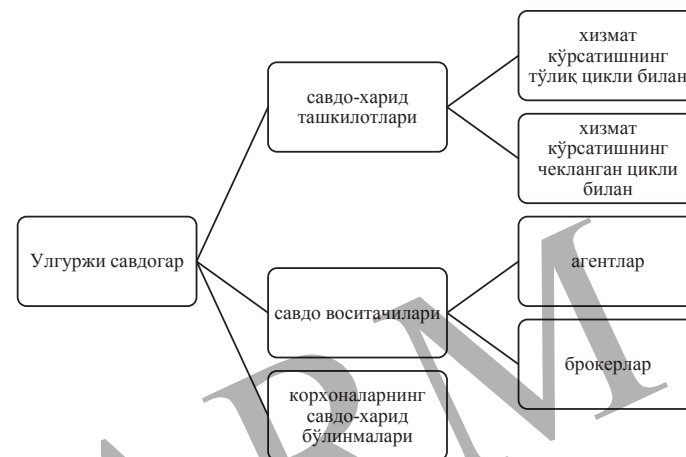 хизмат
кўрсатишнинг
тўлиқ цикли билан
савдо-харид
ташкилотлари
хизмат
кўрсатишнинг
чекланган цикли
билан
Улгуржи савдогар
агентлар
савдо воситачилари
брокерлар
корхоналарнинг
савдо-харид
бўлинмалари
ARM